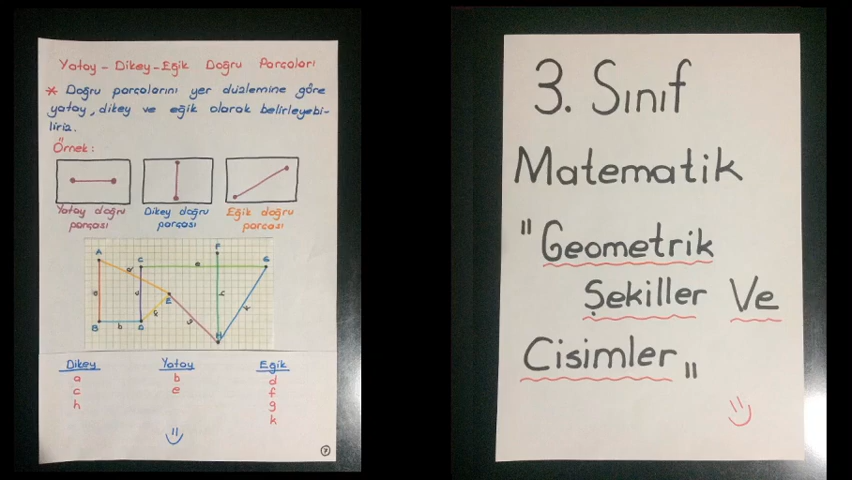 Yatay - Dikey - Eğik Doğru Parçaları
* Doğru parçalarını yer düzlemine göre
yatay, dikey ve eğik olarak belirleyebi-
liriz.
Örnek:
Yatay doğru parçası
Dikey doğru parçası
Eğik doğru parçası
A
F
C
d
e
G
E
a
h
k
B
b
D
g
H
Dikey Yatay Eğik
a b d
c e f
h g
k
7
3. Sınıf
Matematik
"Geometrik
Şekiller Ve
Cisimler"